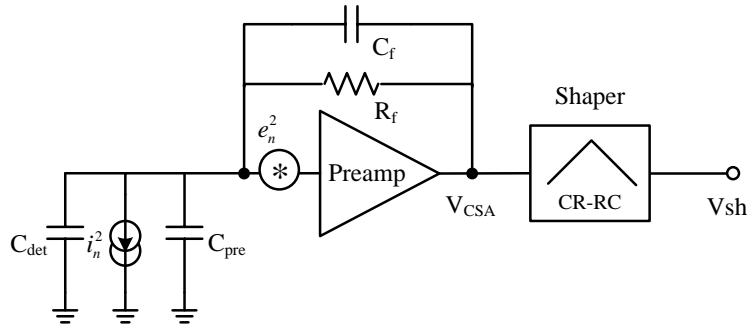 C_f
R_f
Shaper
e_n^2
*
Preamp
CR-RC
V_CSA
Vsh
C_det
i_n^2
C_pre